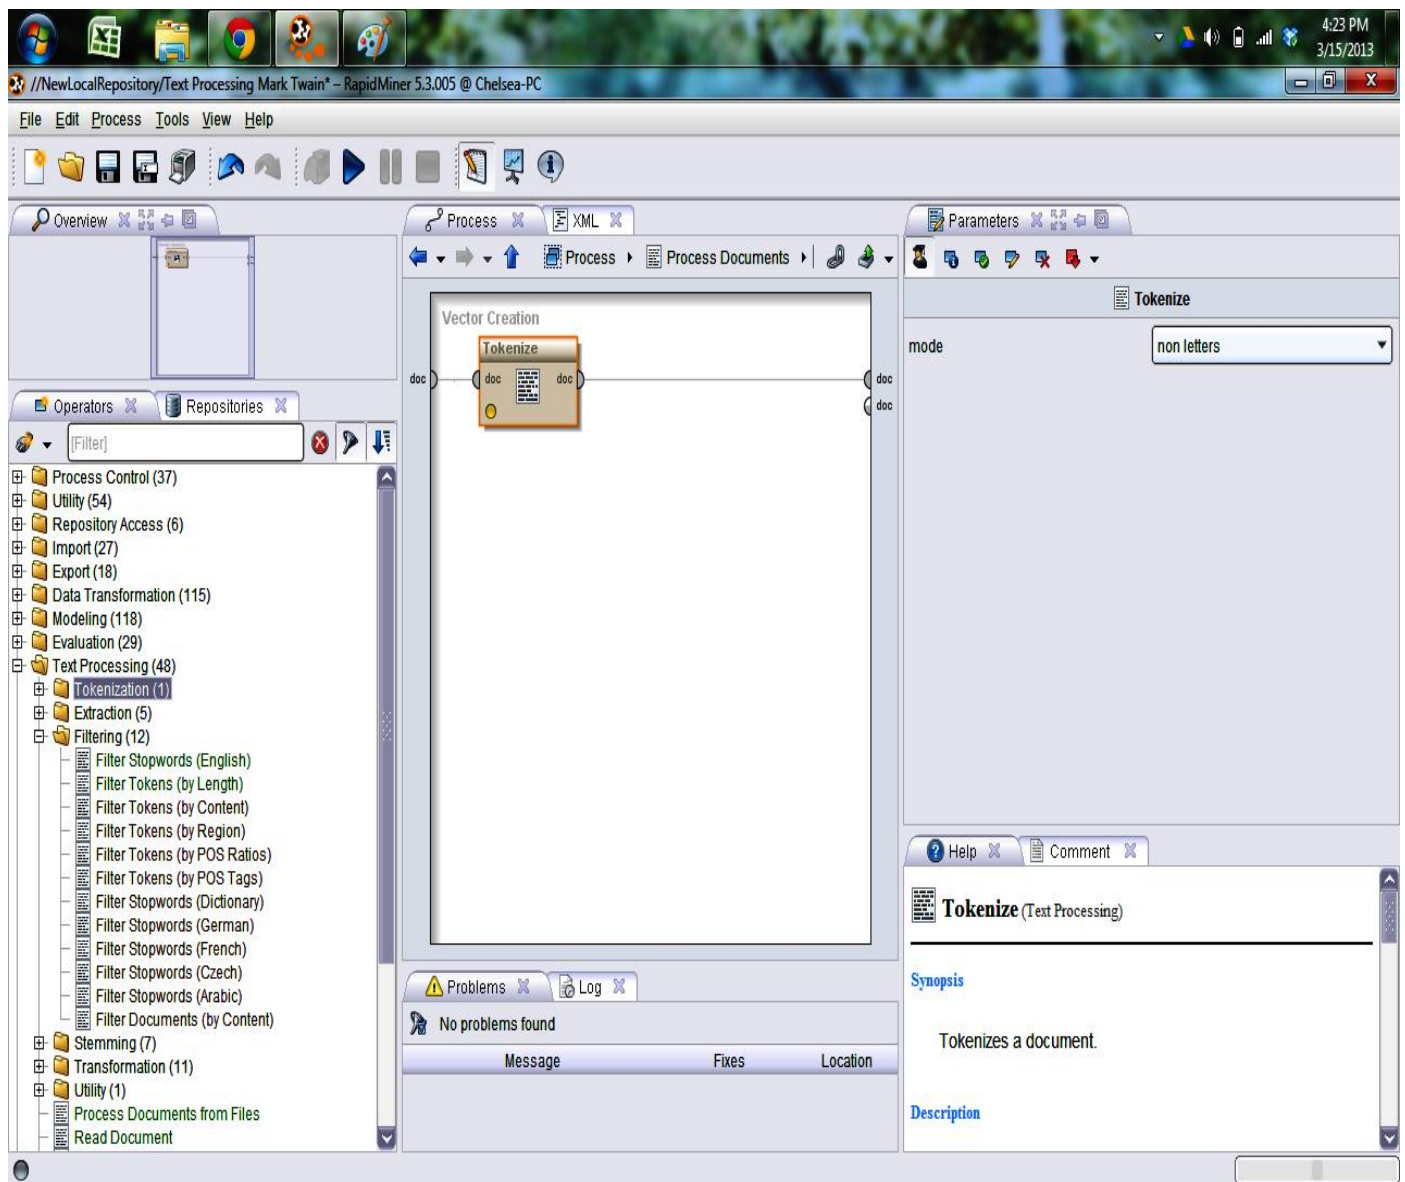 4:23 PM
3/15/2013
//NewLocalRepository/Text Processing Mark Twain* – RapidMiner 5.3.005 @ Chelsea-PC
File Edit Process Tools View Help
Overview
Process XML
Parameters
Process Process Documents
Tokenize
mode non letters
Vector Creation
Tokenize
doc doc doc doc
doc
Operators Repositories
[Filter]
Process Control (37)
Utility (54)
Repository Access (6)
Import (27)
Export (18)
Data Transformation (115)
Modeling (118)
Evaluation (29)
Text Processing (48)
Tokenization (1)
Extraction (5)
Filtering (12)
Filter Stopwords (English)
Filter Tokens (by Length)
Filter Tokens (by Content)
Filter Tokens (by Region)
Filter Tokens (by POS Ratios)
Filter Tokens (by POS Tags)
Filter Stopwords (Dictionary)
Filter Stopwords (German)
Filter Stopwords (French)
Filter Stopwords (Czech)
Filter Stopwords (Arabic)
Filter Documents (by Content)
Stemming (7)
Transformation (11)
Utility (1)
Process Documents from Files
Read Document
Problems Log
No problems found
Message Fixes Location
Help Comment
Tokenize (Text Processing)
Synopsis
Tokenizes a document.
Description